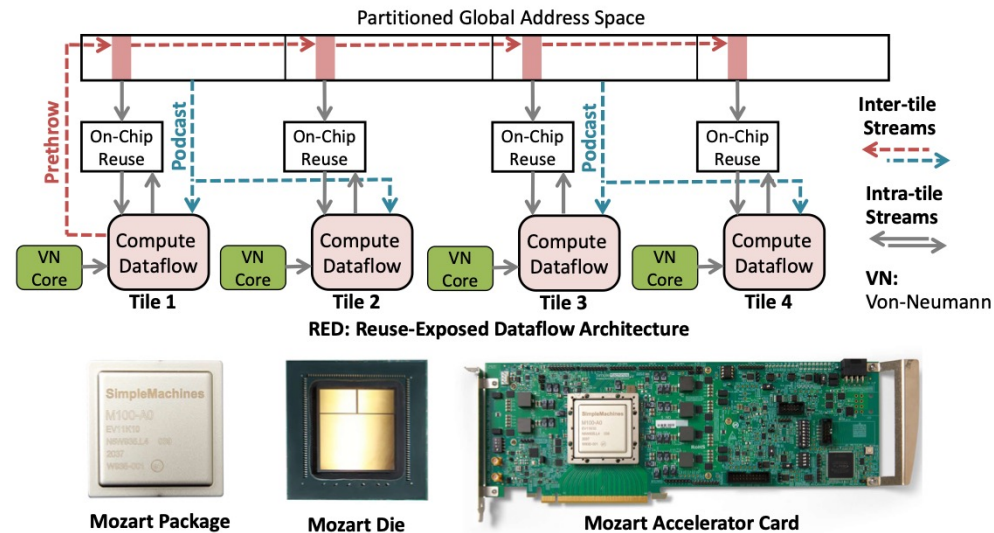 Partitioned Global Address Space
Prethrow
On-Chip
Reuse
Podcast
On-Chip
Reuse
On-Chip
Reuse
Podcast
On-Chip
Reuse
Inter-tile
Streams
Intra-tile
Streams
VN:
Von-Neumann
VN
Core
Compute
Dataflow
VN
Core
Compute
Dataflow
VN
Core
Compute
Dataflow
VN
Core
Compute
Dataflow
Tile 1
Tile 2
Tile 3
Tile 4
RED: Reuse-Exposed Dataflow Architecture
SimpleMachines
M100-A0
2037
SimpleMachines
M100-A0
Mozart Package
Mozart Die
Mozart Accelerator Card